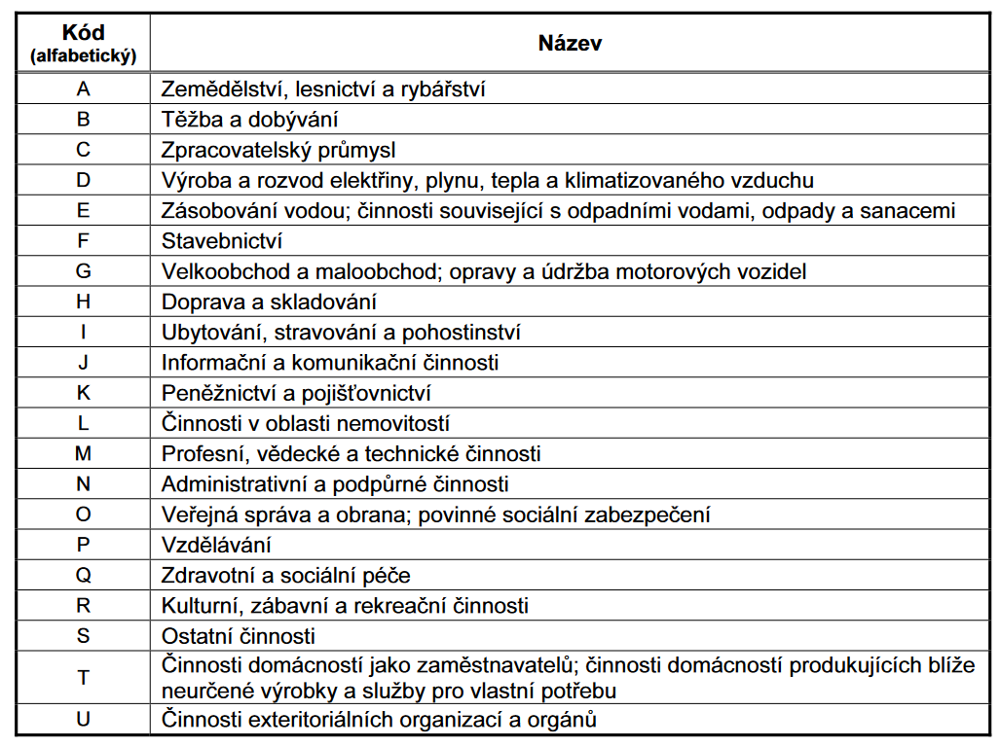 Kód
(alfabetický)
Název
A Zemědělství, lesnictví a rybářství
B Těžba a dobývání
C Zpracovatelský průmysl
D Výroba a rozvod elektřiny, plynu, tepla a klimatizovaného vzduchu
E Zásobování vodou; činnosti související s odpadními vodami, odpady a sanacemi
F Stavebnictví
G Velkoobchod a maloobchod; opravy a údržba motorových vozidel
H Doprava a skladování
I Ubytování, stravování a pohostinství
J Informační a komunikační činnosti
K Peněžnictví a pojišťovnictví
L Činnosti v oblasti nemovitostí
M Profesní, vědecké a technické činnosti
N Administrativní a podpůrné činnosti
O Veřejná správa a obrana; povinné sociální zabezpečení
P Vzdělávání
Q Zdravotní a sociální péče
R Kulturní, zábavní a rekreační činnosti
S Ostatní činnosti
T Činnosti domácností jako zaměstnavatelů; činnosti domácností produkujících blíže
neurčené výrobky a služby pro vlastní potřebu
U Činnosti exteritoriálních organizací a orgánů